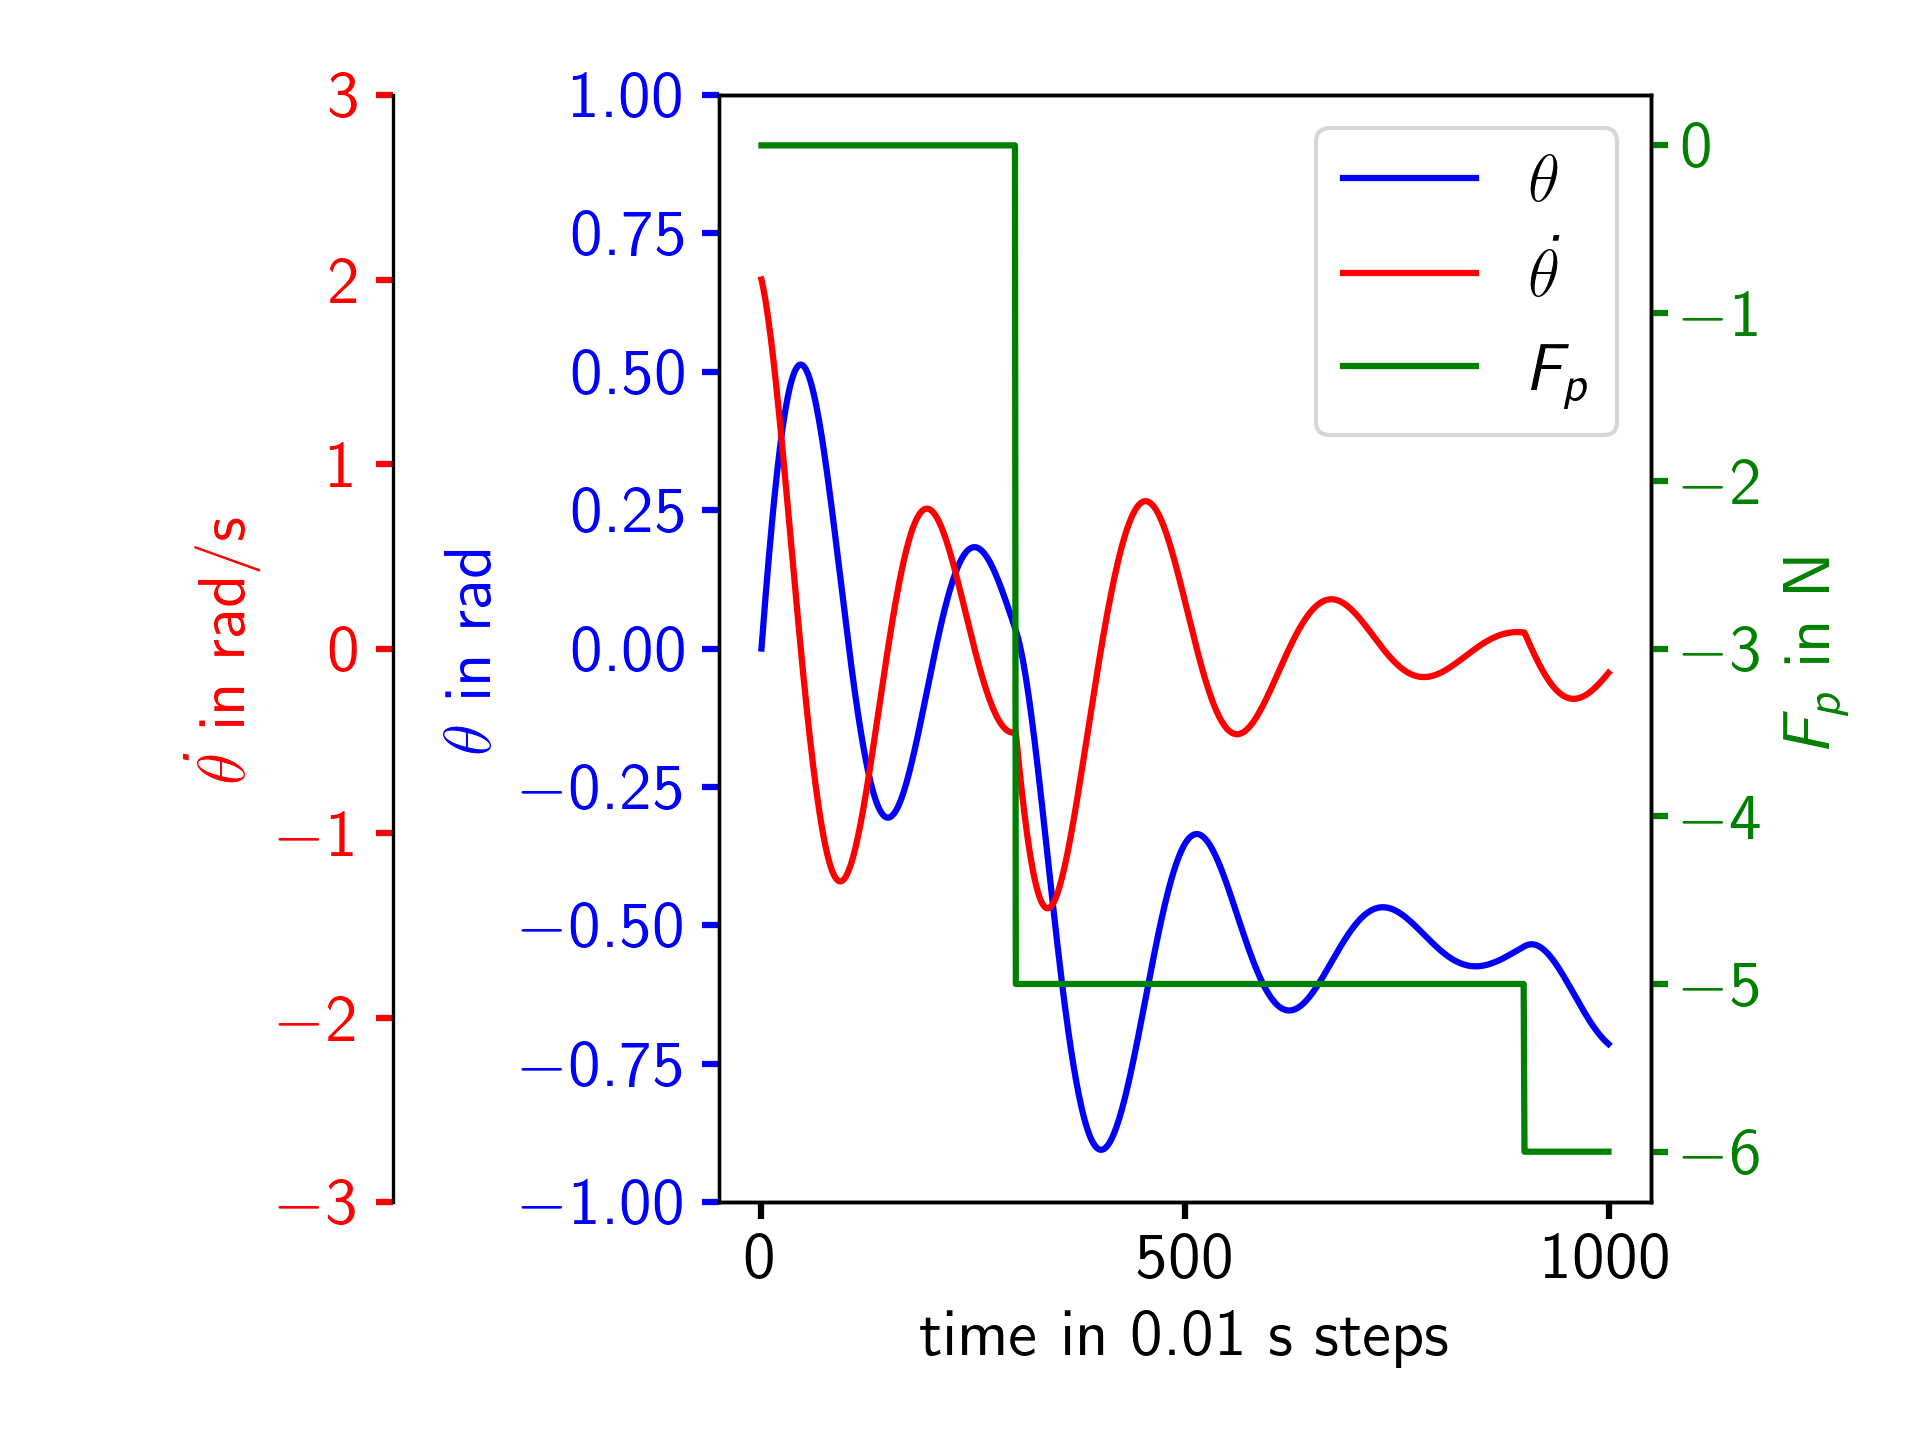 3
2
1
0
−1
−2
−3
θ̇ in rad/s
1.00
0.75
0.50
0.25
0.00
−0.25
−0.50
−0.75
−1.00
θ in rad
θ
θ̇
Fₚ
0
−1
−2
−3
−4
−5
−6
Fₚ in N
0 500 1000
time in 0.01 s steps